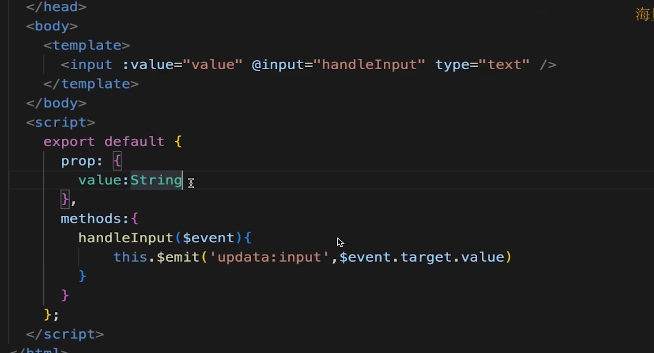 </head>
海
<body>
<template>
<input :value="value" @input="handleInput" type="text" />
</template>
</body>
<script>
export default {
prop: {
value:String
},
methods:{
handleInput($event){
this.$emit('updata:input',$event.target.value)
}
}
};
</script>
</html>